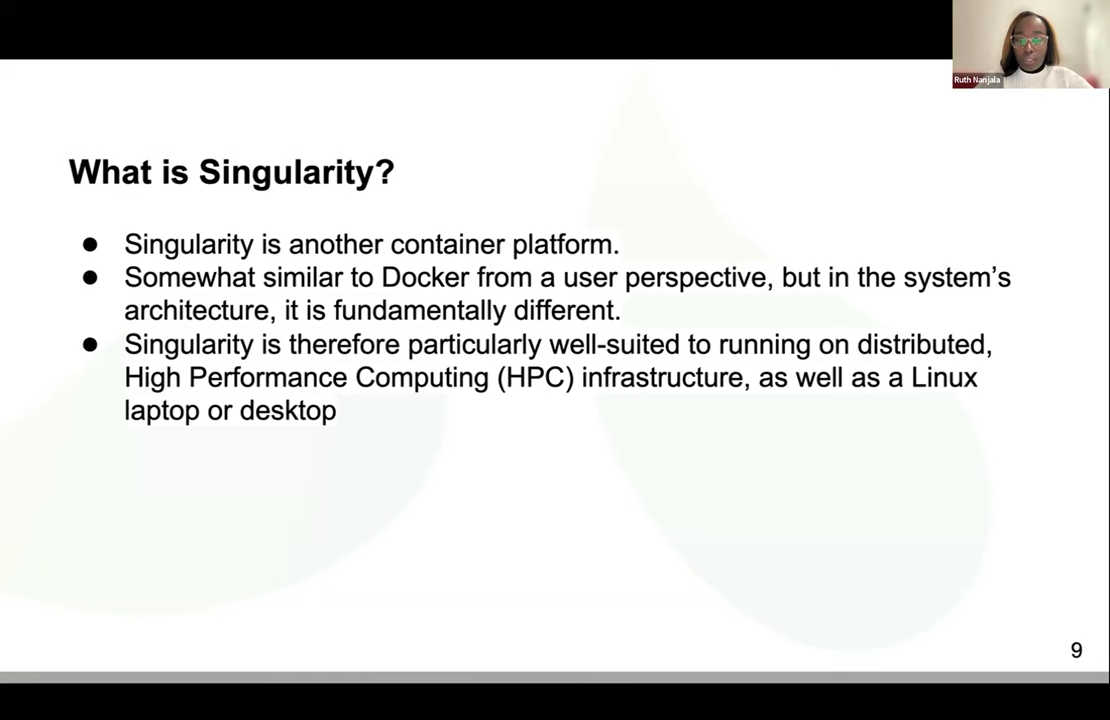 Ruth Nanjala
What is Singularity?
● Singularity is another container platform.
● Somewhat similar to Docker from a user perspective, but in the system's
architecture, it is fundamentally different.
● Singularity is therefore particularly well-suited to running on distributed,
High Performance Computing (HPC) infrastructure, as well as a Linux
laptop or desktop
9